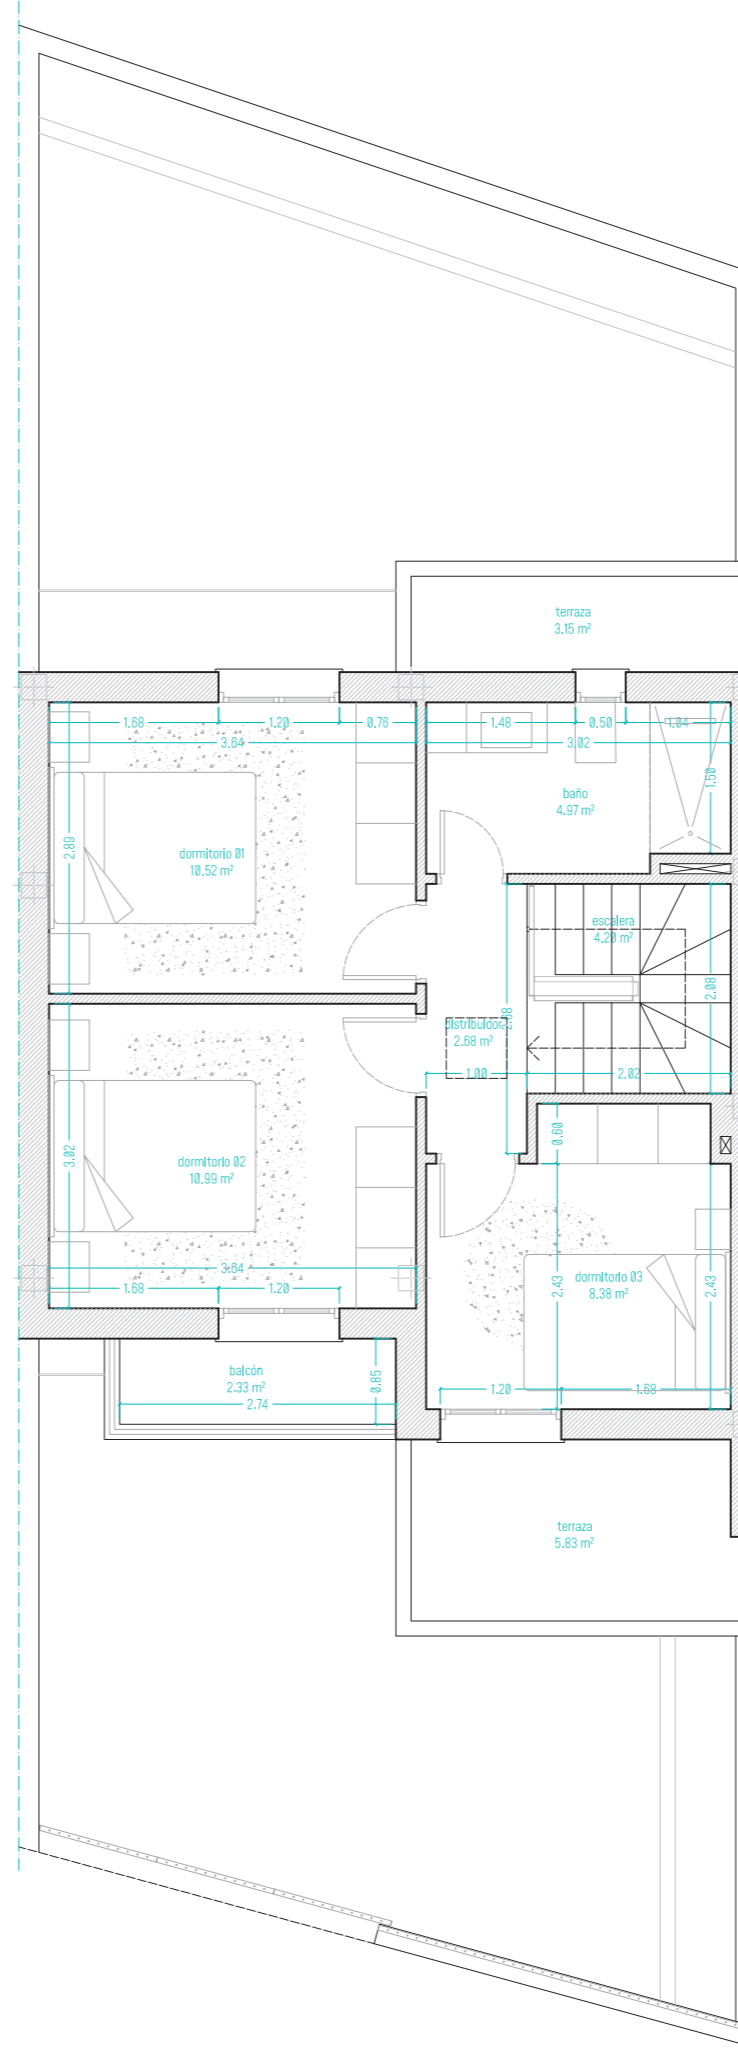 terraza
3.15 m²
1.68
1.20
0.76
1.48
0.50
1.04
3.64
3.02
1.50
baño
4.97 m²
2.89
dormitorio 01
10.52 m²
escalera
4.20 m²
2.08
distribuidor
2.68 m²
1.00
2.02
0.60
3.02
dormitorio 02
10.99 m²
3.64
1.68
1.20
dormitorio 03
8.38 m²
2.43
2.43
balcón
2.33 m²
2.74
0.85
1.20
1.68
terraza
5.83 m²